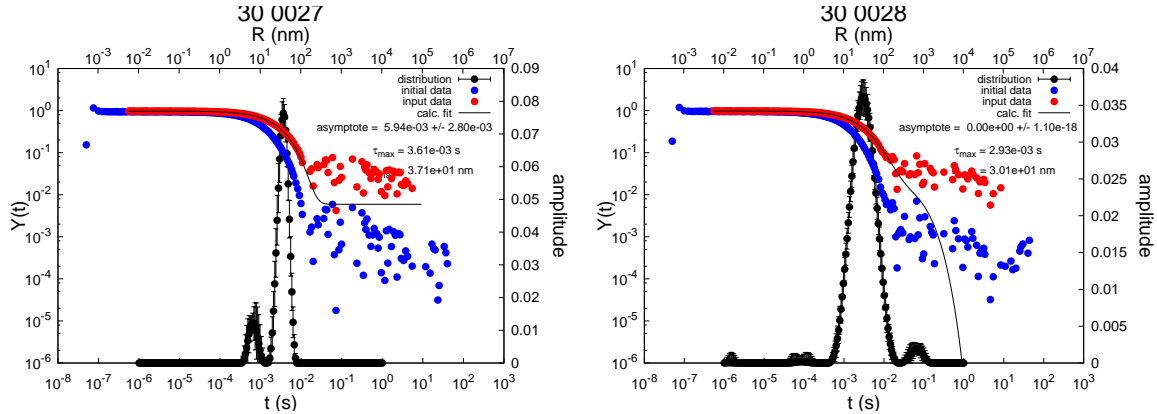 30 0027
R (nm)
10^-3 10^-2 10^-1 10^0 10^1 10^2 10^3 10^4 10^5 10^6 10^7
10^1 10^0 10^-1 10^-2 10^-3 10^-4 10^-5 10^-6
Y(t)
distribution
initial data
input data
calc. fit
asymptote = 5.94e-03 +/- 2.80e-03
τmax = 3.61e-03 s
3.71e+01 nm
0.09 0.08 0.07 0.06 0.05 0.04 0.03 0.02 0.01 0
amplitude
10^-8 10^-7 10^-6 10^-5 10^-4 10^-3 10^-2 10^-1 10^0 10^1 10^2 10^3
t (s)
30 0028
R (nm)
10^-3 10^-2 10^-1 10^0 10^1 10^2 10^3 10^4 10^5 10^6 10^7
10^1 10^0 10^-1 10^-2 10^-3 10^-4 10^-5 10^-6
Y(t)
distribution
initial data
input data
calc. fit
asymptote = 0.00e+00 +/- 1.10e-18
τmax = 2.93e-03 s
= 3.01e+01 nm
0.04 0.035 0.03 0.025 0.02 0.015 0.01 0.005 0
amplitude
10^-8 10^-7 10^-6 10^-5 10^-4 10^-3 10^-2 10^-1 10^0 10^1 10^2 10^3
t (s)